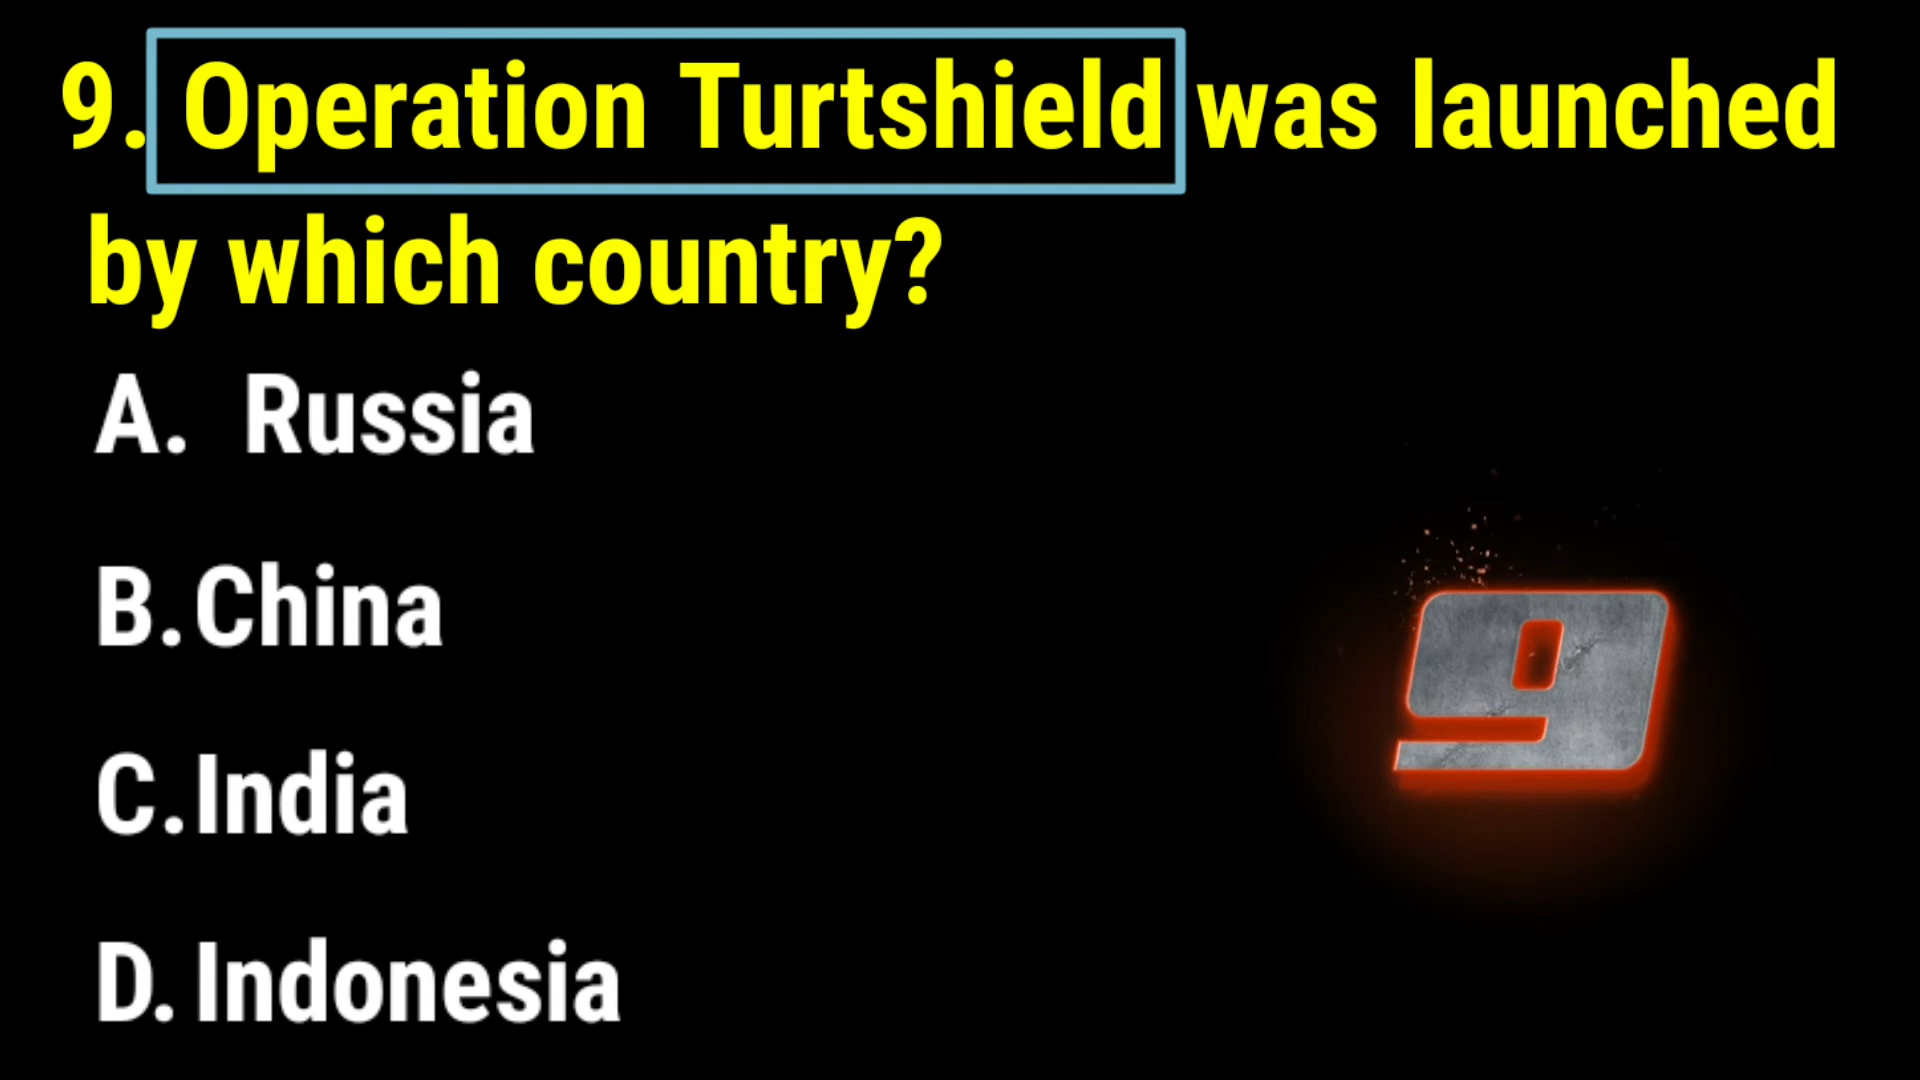 9. Operation Turtshield was launched
by which country?
A. Russia
B. China
C. India
D. Indonesia
9